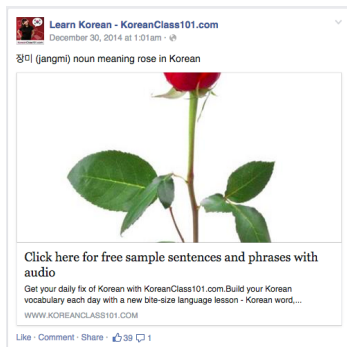 Learn Korean - KoreanClass101.com
December 30, 2014 at 1:01am ·
장미 (jangmi) noun meaning rose in Korean
Click here for free sample sentences and phrases with
audio
Get your daily fix of Korean with KoreanClass101.com.Build your Korean
vocabulary each day with a new bite-size language lesson - Korean word,...
WWW.KOREANCLASS101.COM
Like · Comment · Share · 39 1